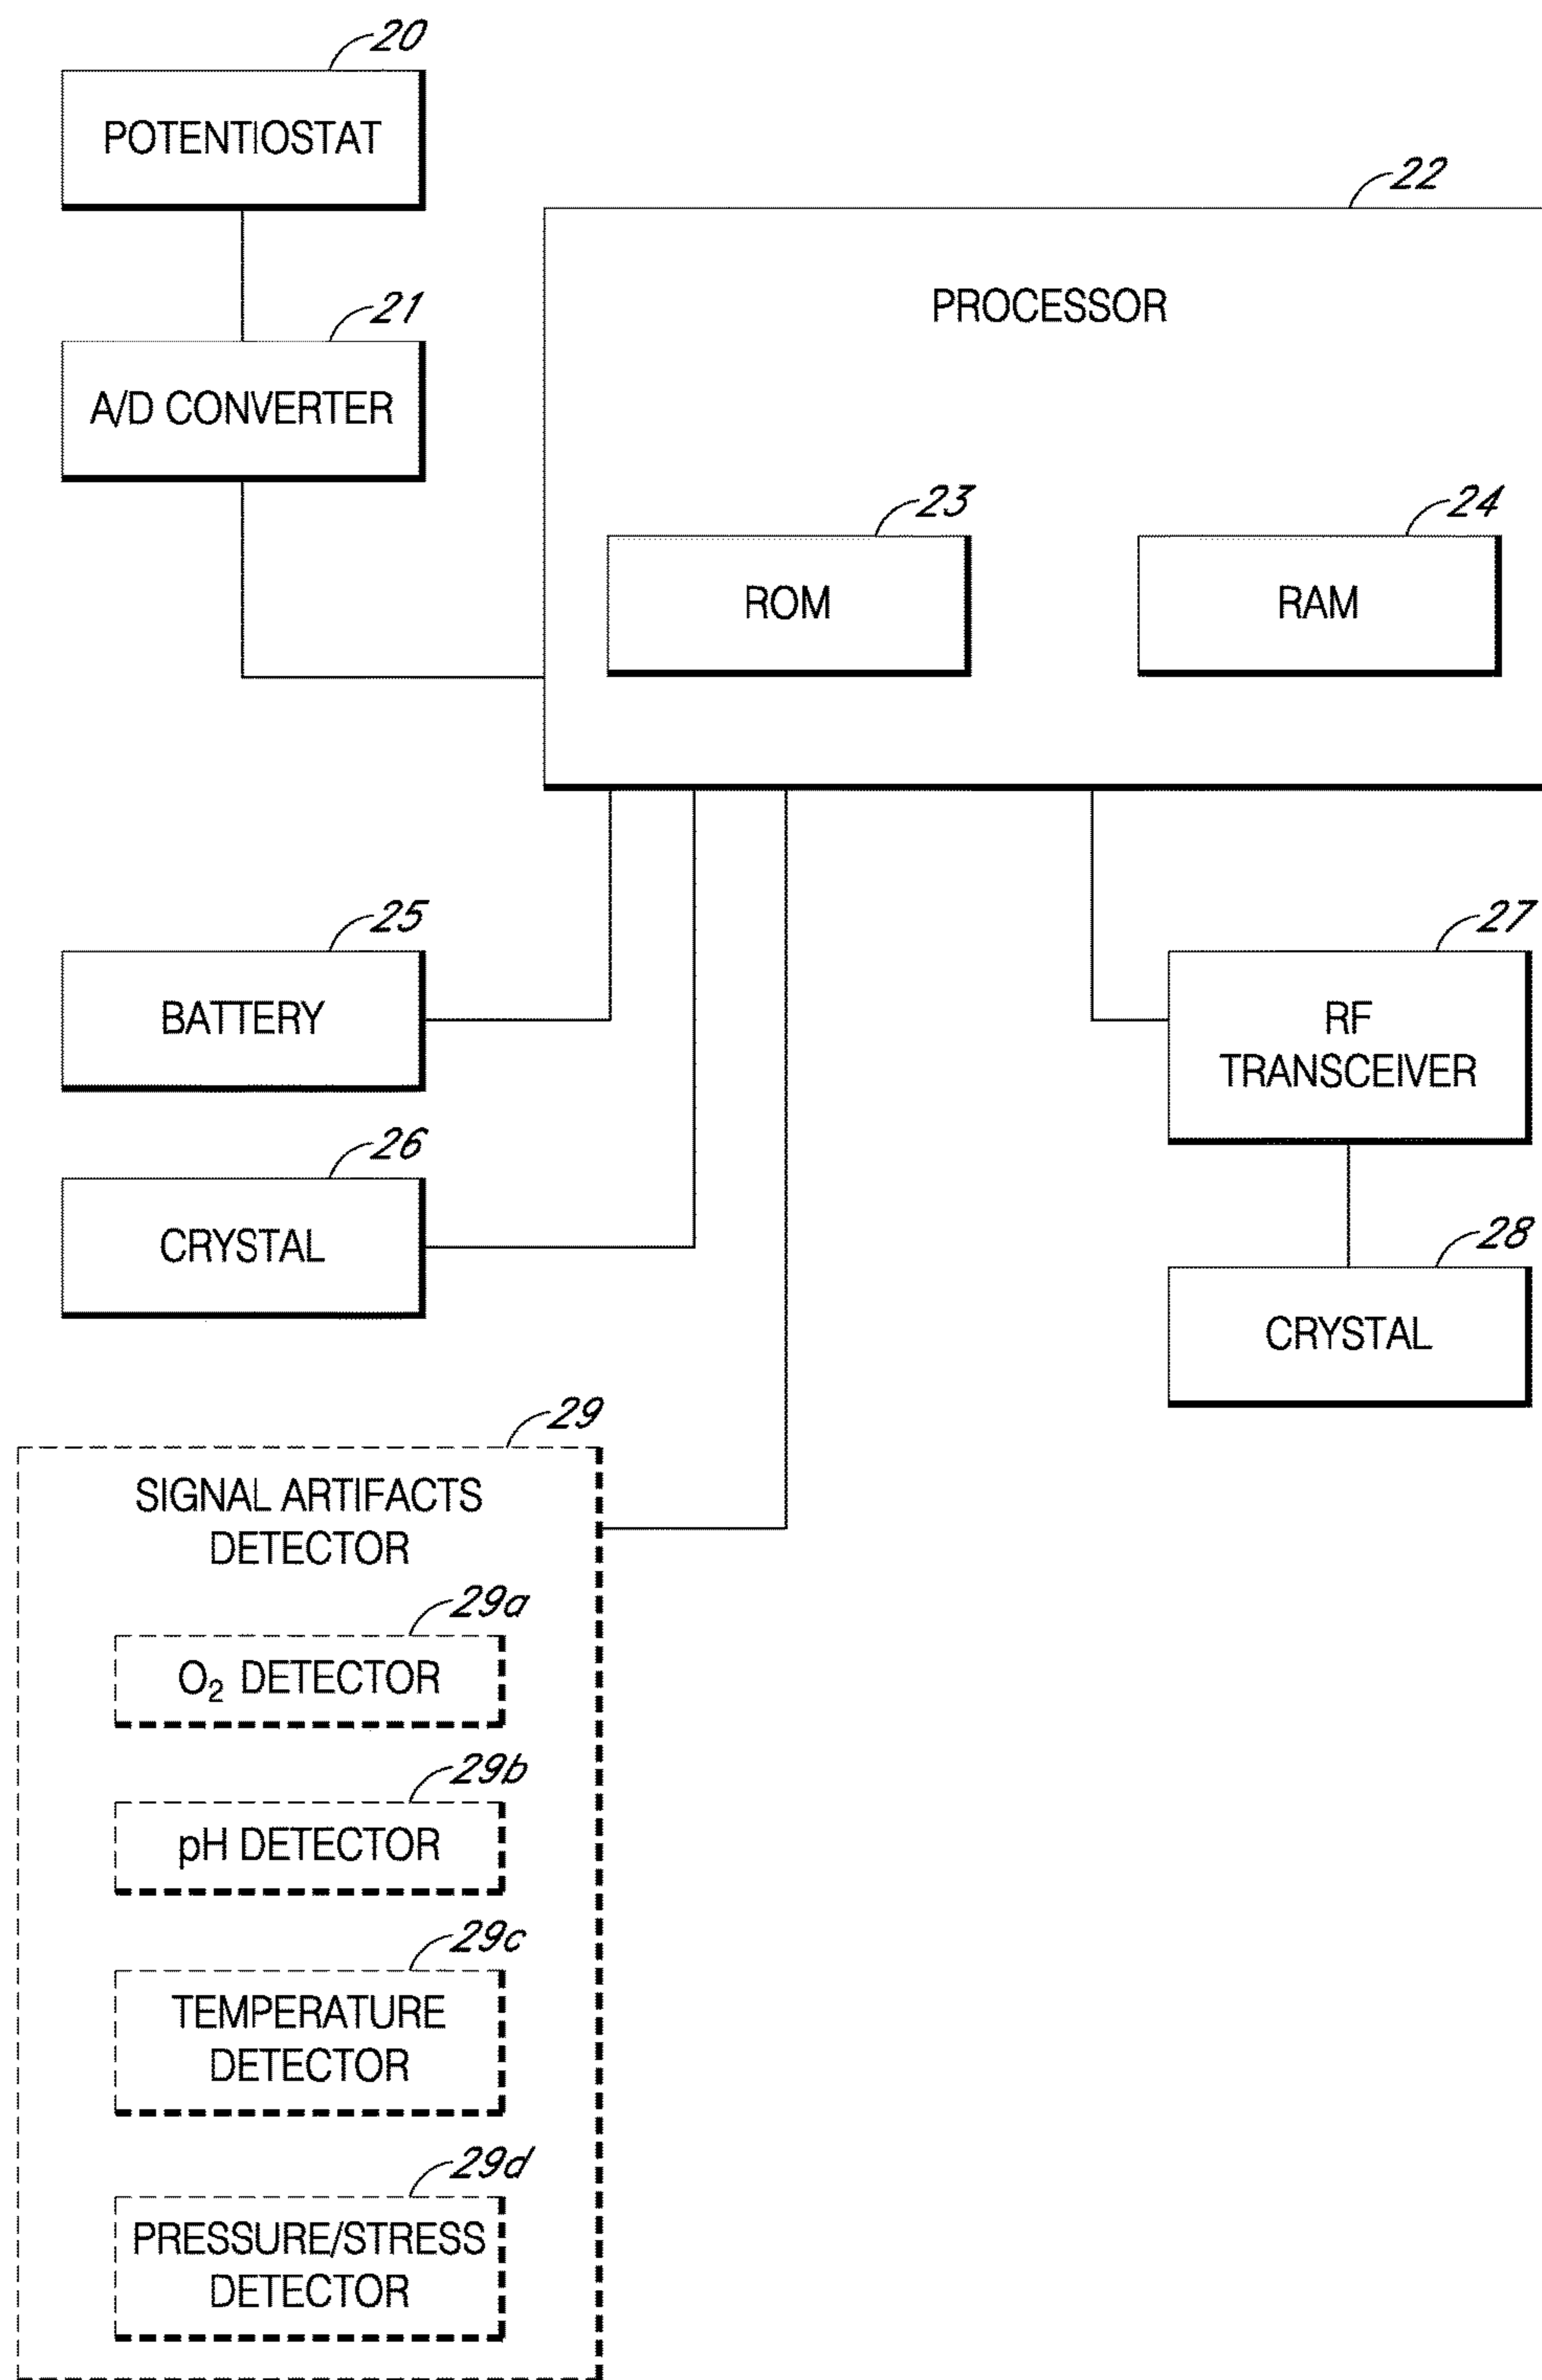 20
POTENTIOSTAT
22
PROCESSOR
21
A/D CONVERTER
23
ROM
24
RAM
25
BATTERY
27
RF
TRANSCEIVER
26
CRYSTAL
28
CRYSTAL
29
SIGNAL ARTIFACTS
DETECTOR
29a
O₂ DETECTOR
29b
pH DETECTOR
29c
TEMPERATURE
DETECTOR
29d
PRESSURE/STRESS
DETECTOR